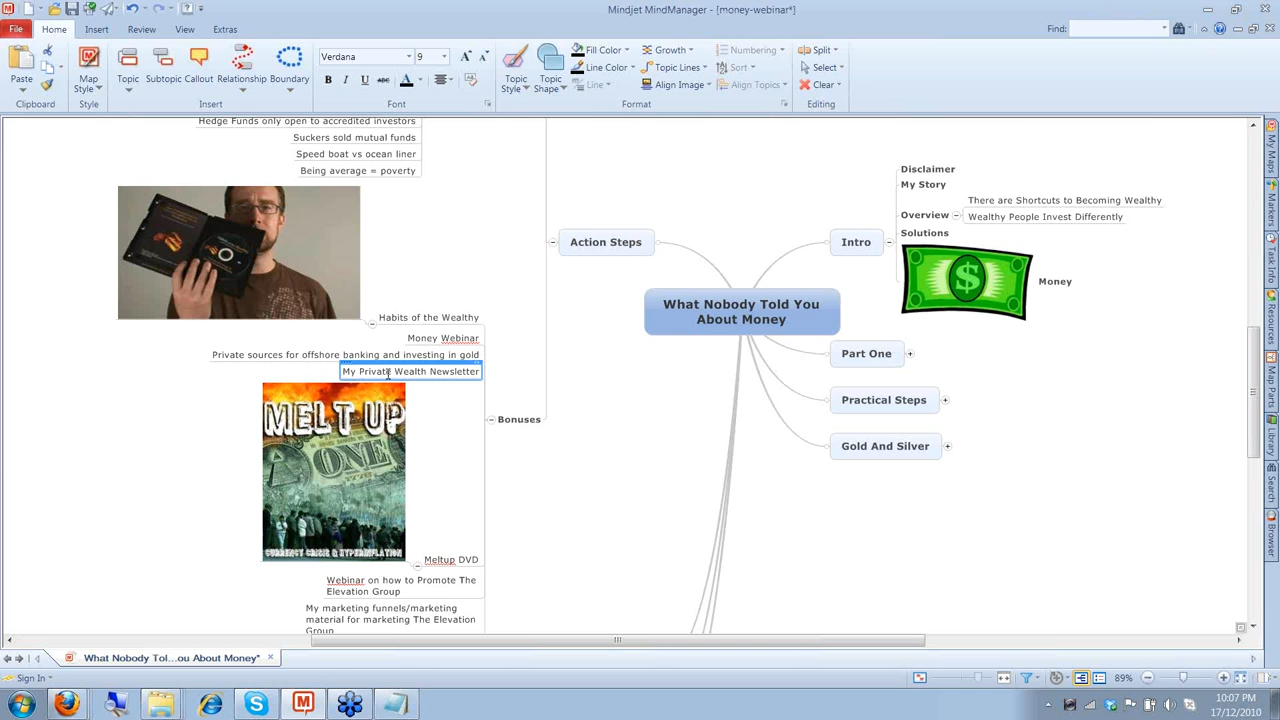 Mindjet MindManager - [money-webinar*]
File
Home
Insert
Review
View
Extras
Find:
Paste
Map Style
Topic
Subtopic
Callout
Relationship
Boundary
Verdana
9
B I U abc A
Topic Style
Topic Shape
Fill Color
Line Color
Line
Growth
Topic Lines
Align Image
Numbering
Sort
Align Topics
Split
Select
Clear
Clipboard
Style
Insert
Font
Format
Editing
Hedge Funds only open to accredited investors
Suckers sold mutual funds
Speed boat vs ocean liner
Being average = poverty
Habits of the Wealthy
Money Webinar
Private sources for offshore banking and investing in gold
My Private Wealth Newsletter
MELT UP
ONE
CURRENCY CRISIS & HYPERINFLATION
Meltup DVD
Webinar on how to Promote The
Elevation Group
My marketing funnels/marketing
material for marketing The Elevation
Group
Bonuses
Action Steps
What Nobody Told You
About Money
Intro
Disclaimer
My Story
Overview
There are Shortcuts to Becoming Wealthy
Wealthy People Invest Differently
Solutions
$
Money
Part One
Practical Steps
Gold And Silver
My Maps
Markers
Task Info
Resources
Map Parts
Library
Search
Browser
What Nobody Tol...ou About Money*
Sign In
89%
10:07 PM
17/12/2010